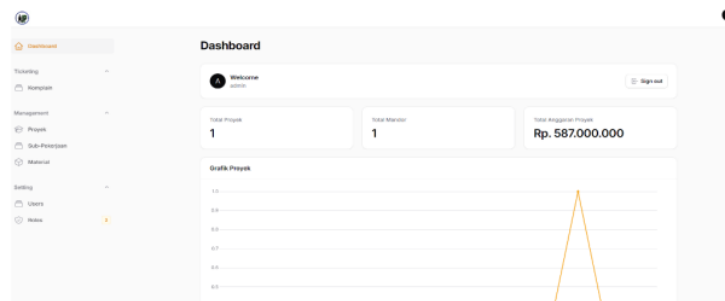 Dashboard
Dashboard
Ticketing
Komplain
Management
Proyek
Sub-Pekerjaan
Material
Setting
Users
Roles
2
A
Welcome
admin
Sign out
Total Proyek
1
Total Mandor
1
Total Anggaran Proyek
Rp. 587.000.000
Grafik Proyek
1.0
0.9
0.8
0.7
0.6
0.5